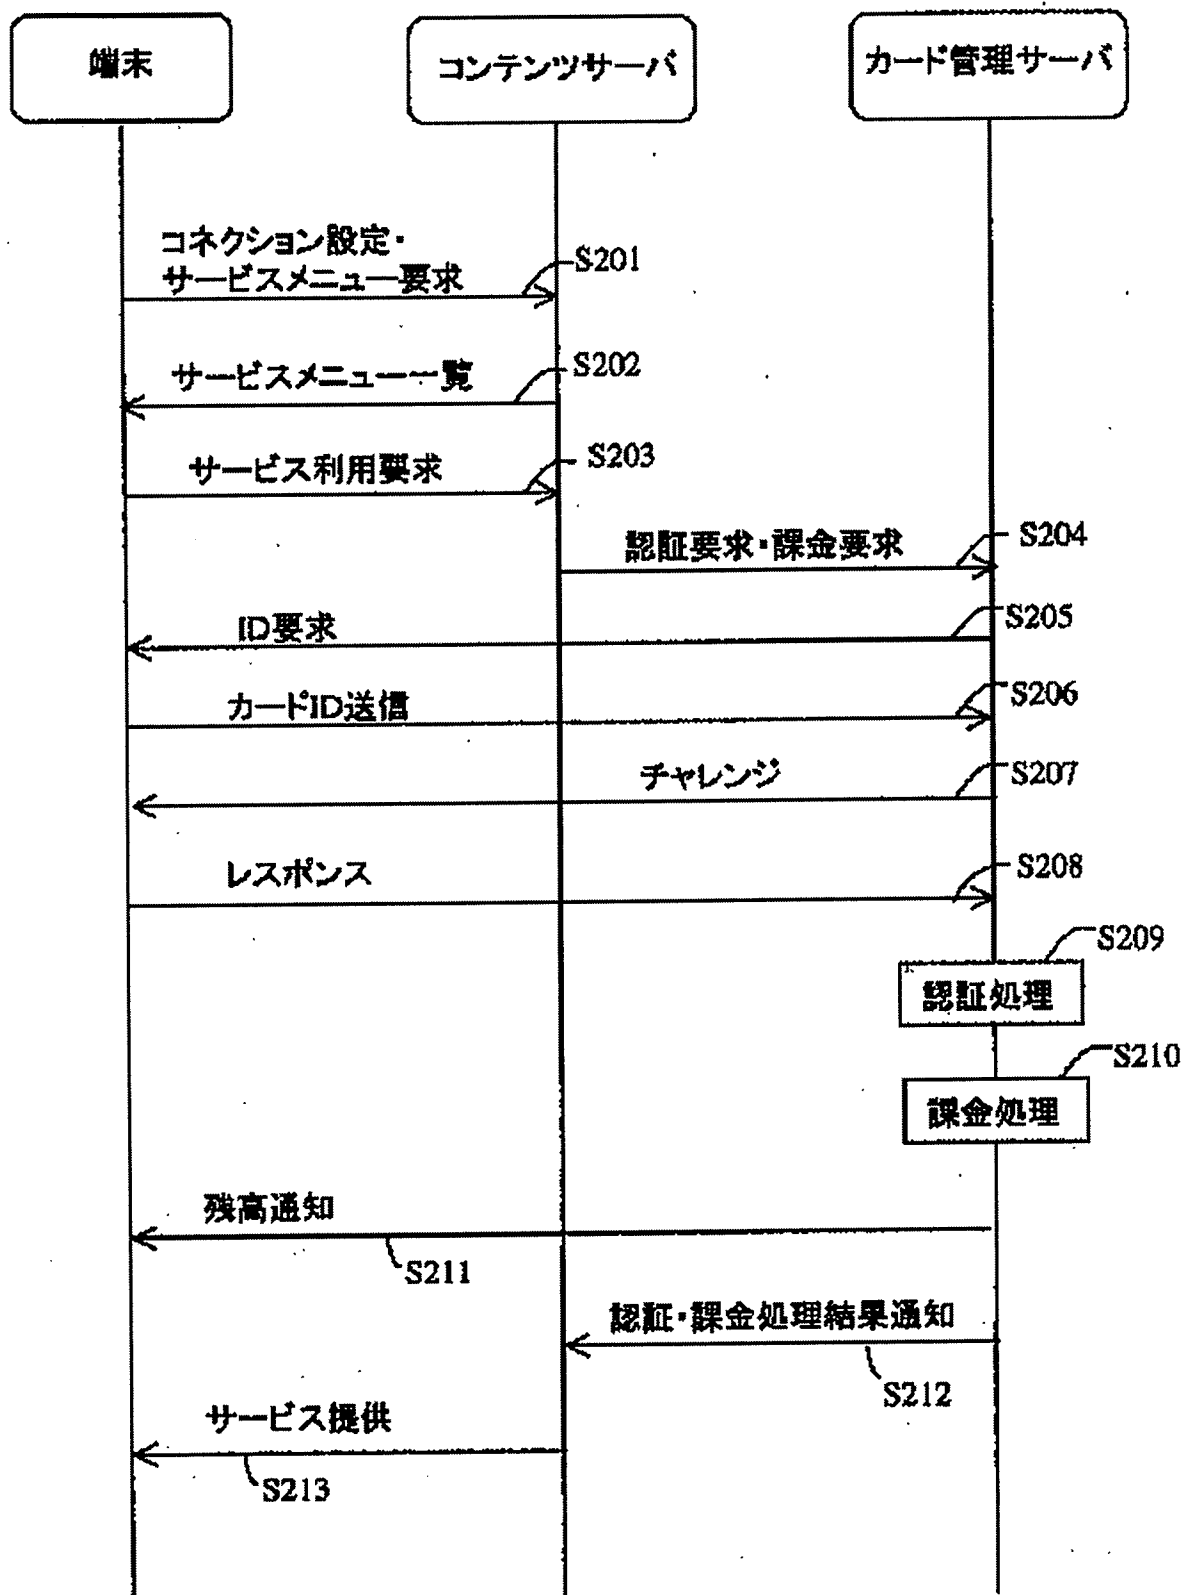 端末
コンテンツサーバ
カード管理サーバ
コネクション設定・
サービスメニュー要求
S201
サービスメニュー一覧
S202
サービス利用要求
S203
認証要求・課金要求
S204
ID要求
S205
カードID送信
S206
チャレンジ
S207
レスポンス
S208
S209
認証処理
S210
課金処理
残高通知
S211
認証・課金処理結果通知
S212
サービス提供
S213